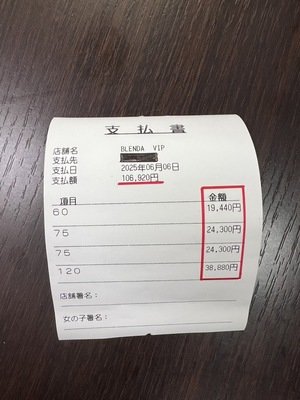 支払書
店舗名 BLENDA VIP
支払先
支払日 2025年06月06日
支払額 106,920円
項目 金額
60 19,440円
75 24,300円
75 24,300円
120 38,880円
店舗署名：
女の子署名：